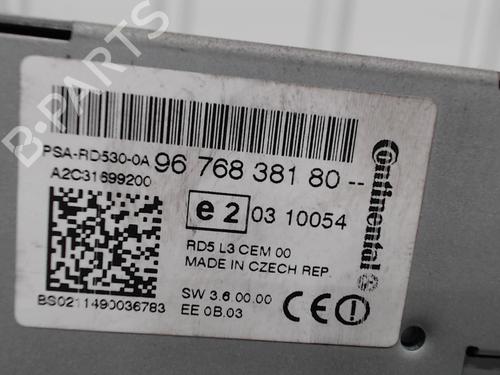 B-PARTS
PSA-RD530-0A 96 768 381 80 --
A2C31699200
e2 03 10054
RD5 L3 CEM 00
MADE IN CZECH REP.
SW 3.6 00.00
EE 0B.03
BS0211490036783
CE
Continental